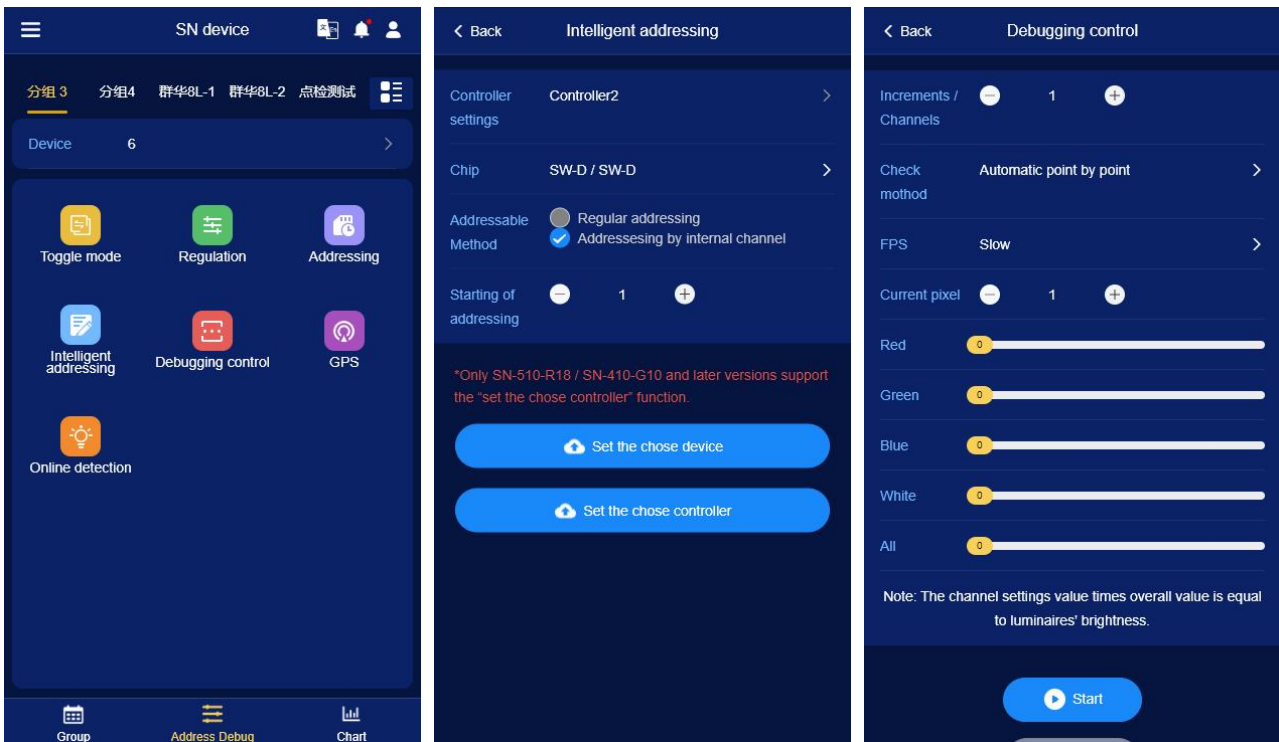 SN device
分组 3 分组4 群华8L-1 群华8L-2 点检测试
Device 6
Toggle mode Regulation Addressing
Intelligent
addressing
Debugging control GPS
Online detection
Group Address Debug Chart
Back Intelligent addressing
Controller
settings
Controller2
Chip SW-D / SW-D
Addressable
Method
Regular addressing
Addressesing by internal channel
Starting of
addressing
1
*Only SN-510-R18 / SN-410-G10 and later versions support
the “set the chose controller” function.
Set the chose device
Set the chose controller
Back Debugging control
Increments /
Channels
1
Check
mothod
Automatic point by point
FPS Slow
Current pixel 1
Red 0
Green 0
Blue 0
White 0
All 0
Note: The channel settings value times overall value is equal
to luminaires' brightness.
Start